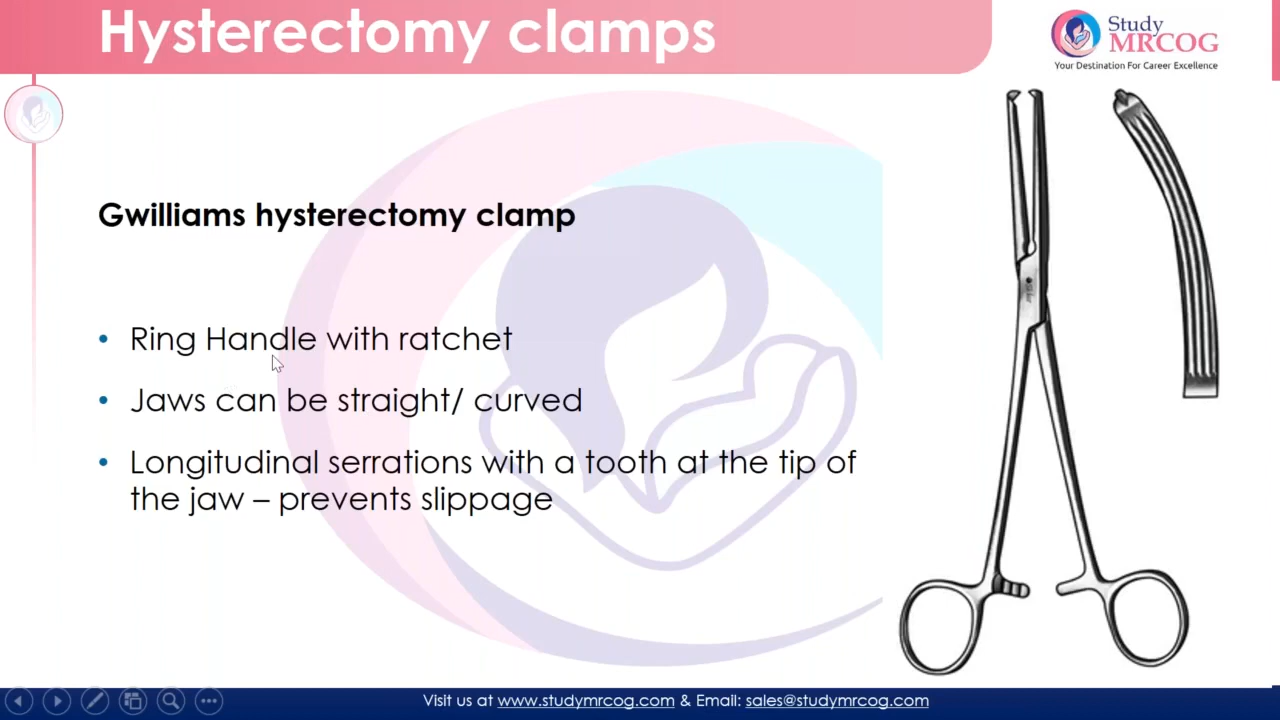 Hysterectomy clamps
Study
MRCOG
Your Destination For Career Excellence
Gwilliams hysterectomy clamp
• Ring Handle with ratchet
• Jaws can be straight/ curved
• Longitudinal serrations with a tooth at the tip of
the jaw – prevents slippage
Visit us at www.studymrcog.com & Email: sales@studymrcog.com